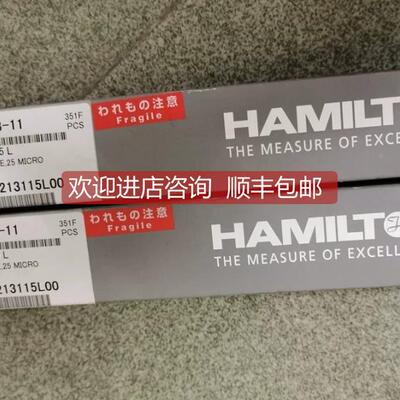 -11
351F
PCS
5 L
E,25 MICRO
213115L00
われもの注意
Fragile
HAMILT
THE MEASURE OF EXCE
欢迎进店咨询 顺丰包邮
-11
351F
PCS
L
E,25 MICRO
213115L00
われもの注意
Fragile
HAMILT
THE MEASURE OF EXCELL